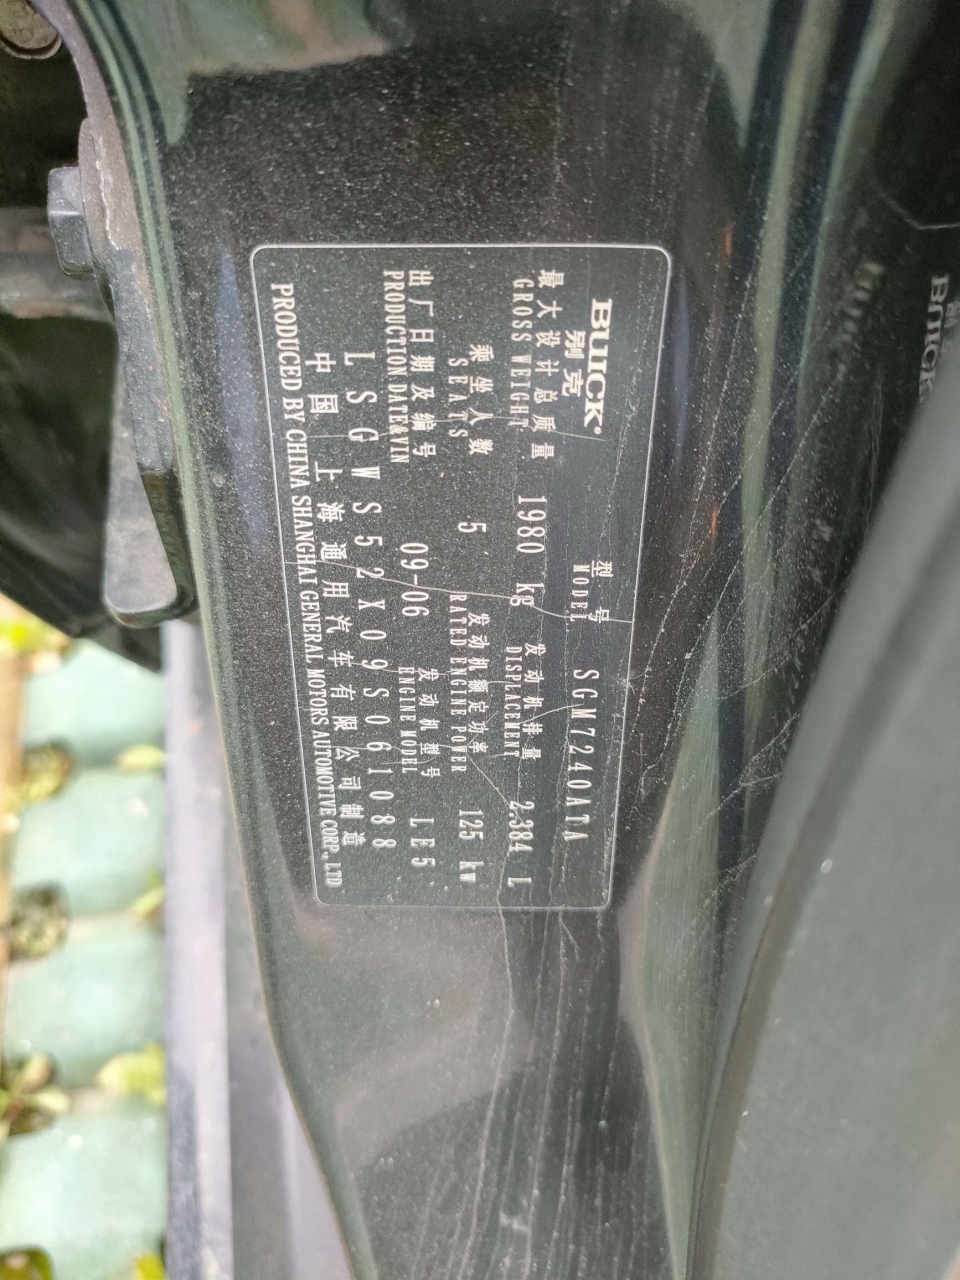 BUICK
别克
型号 SGM7240ATA
MODEL
最大设计总质量 1980 kg 发动机排量 2.384 L
GROSS WEIGHT DISPLACEMENT
乘坐人数 5 发动机额定功率 125 kw
SEATS RATED ENGINE POWER
出厂日期及编号 09-06 发动机型号 LE5
PRODUCTION DATE&VIN ENGINE MODEL
LSGWS52X09S061088
中国 上海通用汽车有限公司制造
PRODUCED BY CHINA SHANGHAI GENERAL MOTORS AUTOMOTIVE CORP., LTD
BUICK